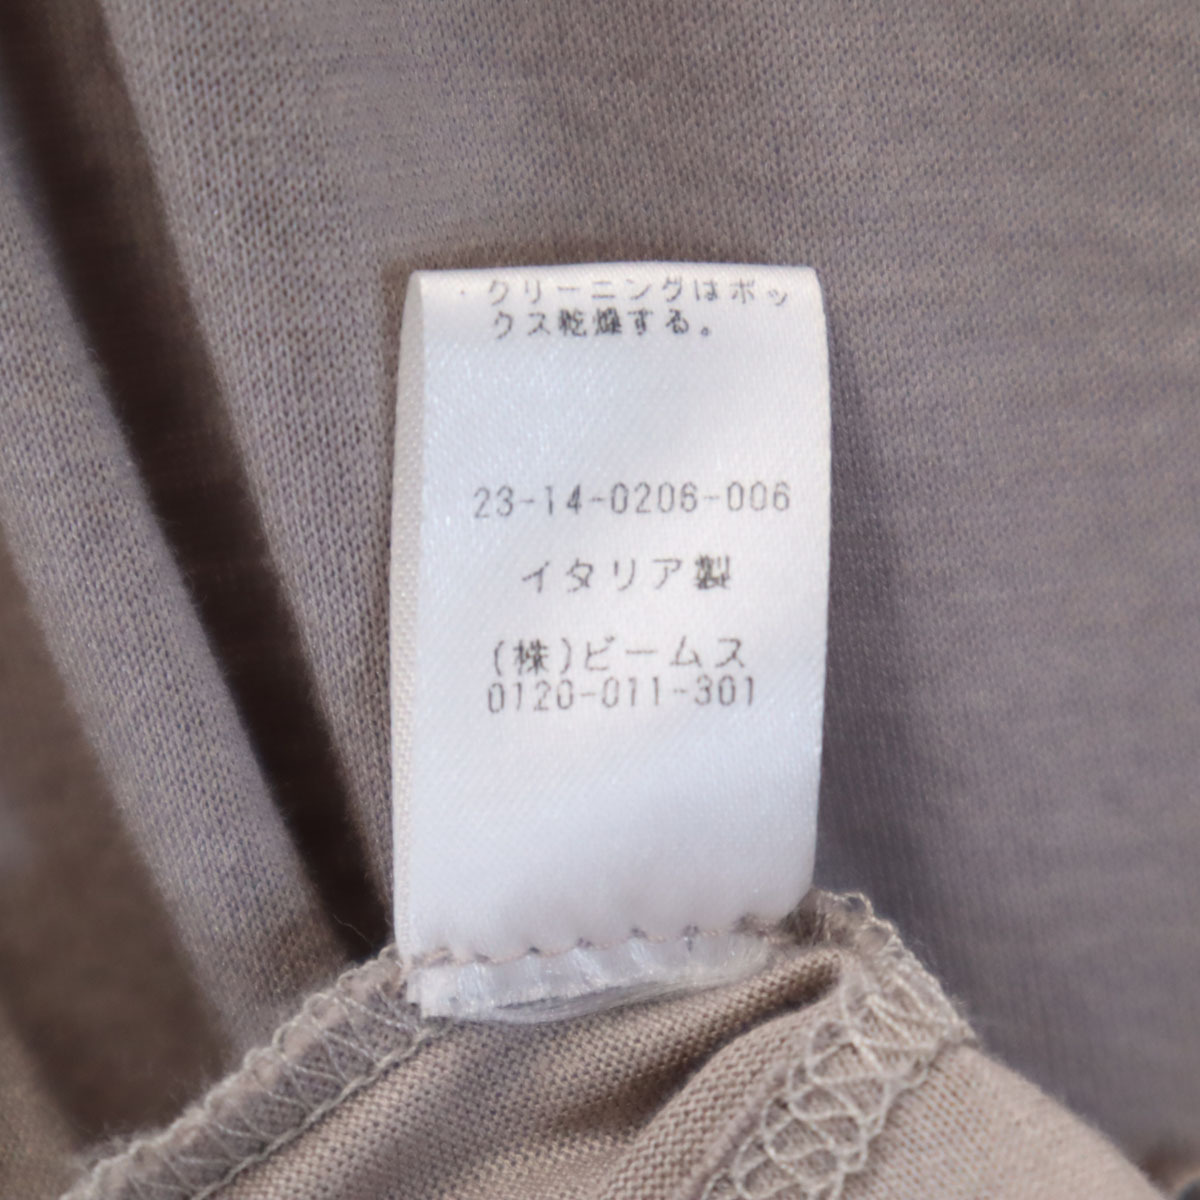 ・クリーニングはボッ
クス乾燥する。
23-14-0206-006
イタリア製
(株)ビームス
0120-011-301